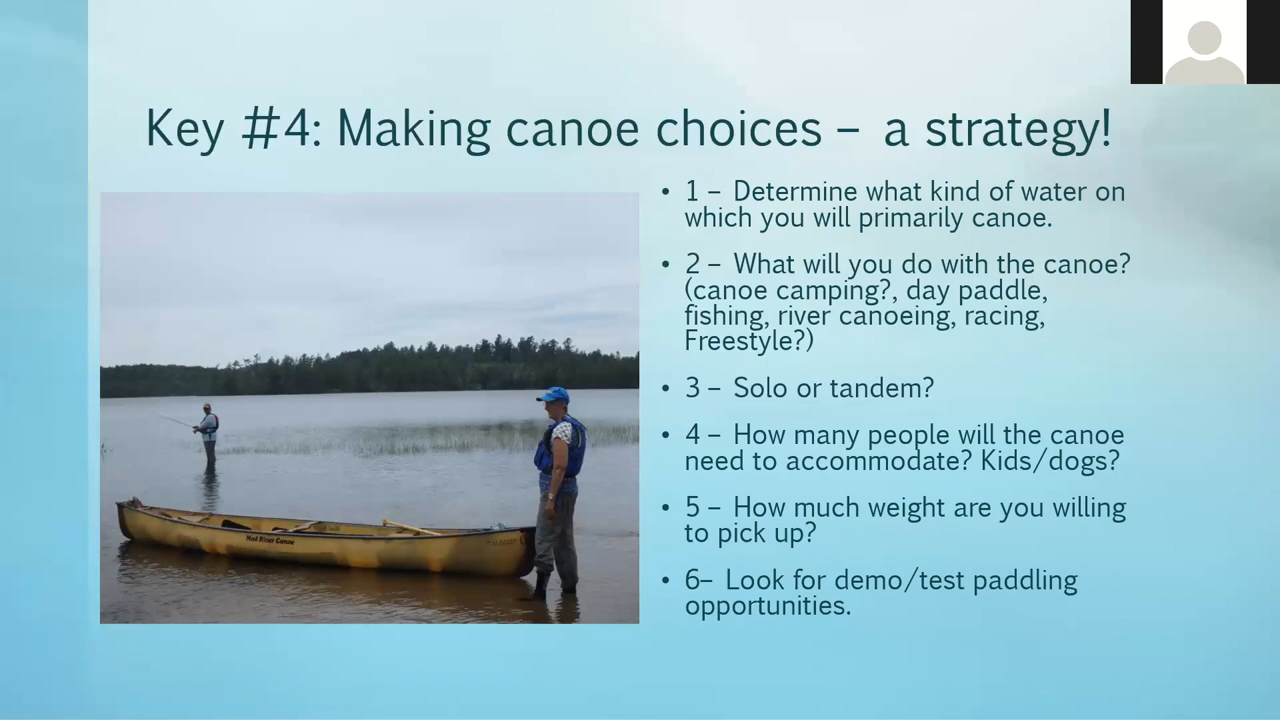 Key #4: Making canoe choices – a strategy!
• 1 – Determine what kind of water on
which you will primarily canoe.
• 2 – What will you do with the canoe?
(canoe camping?, day paddle,
fishing, river canoeing, racing,
Freestyle?)
• 3 – Solo or tandem?
• 4 – How many people will the canoe
need to accommodate? Kids/dogs?
• 5 – How much weight are you willing
to pick up?
• 6– Look for demo/test paddling
opportunities.
Mad River Canoe